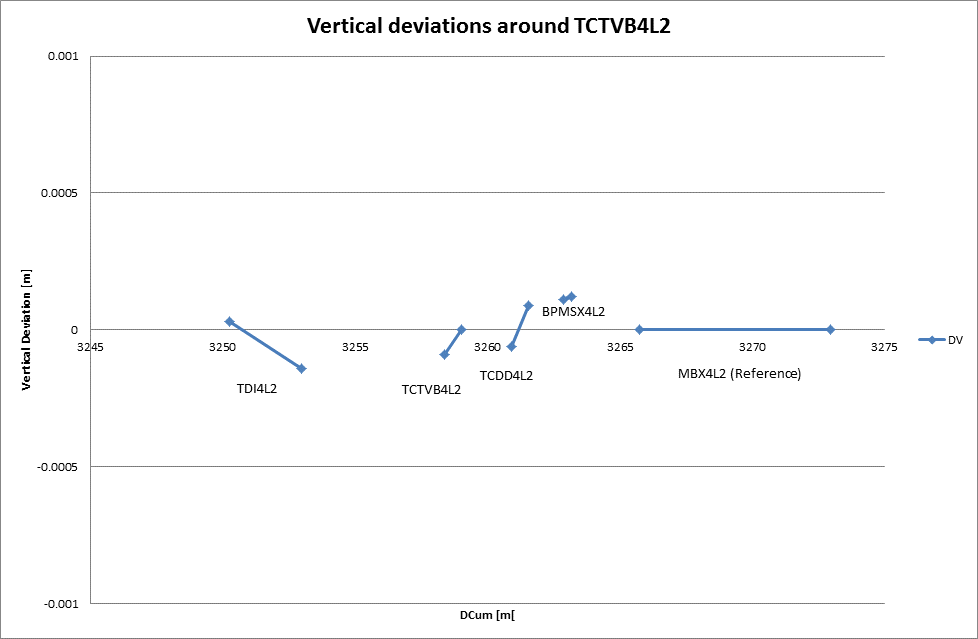 Vertical deviations around TCTVB4L2
0.001
0.0005
0
-0.0005
-0.001
Vertical Deviation [m]
3245
3250
3255
3260
3265
3270
3275
BPMSX4L2
TDI4L2
TCTVB4L2
TCDD4L2
MBX4L2 (Reference)
DV
DCum [m[